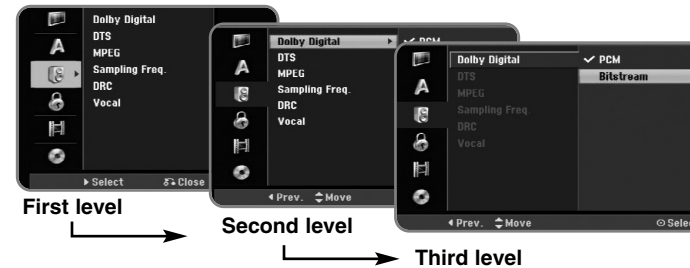 Dolby Digital
DTS
MPEG
Sampling Freq.
DRC
Vocal
A
Select
Close
First level
Dolby Digital
PCM
DTS
MPEG
Sampling Freq.
DRC
Vocal
A
Prev. Move
Second level
Dolby Digital
PCM
DTS
Bitstream
MPEG
Sampling Freq.
DRC
Vocal
A
Prev. Move
Third level